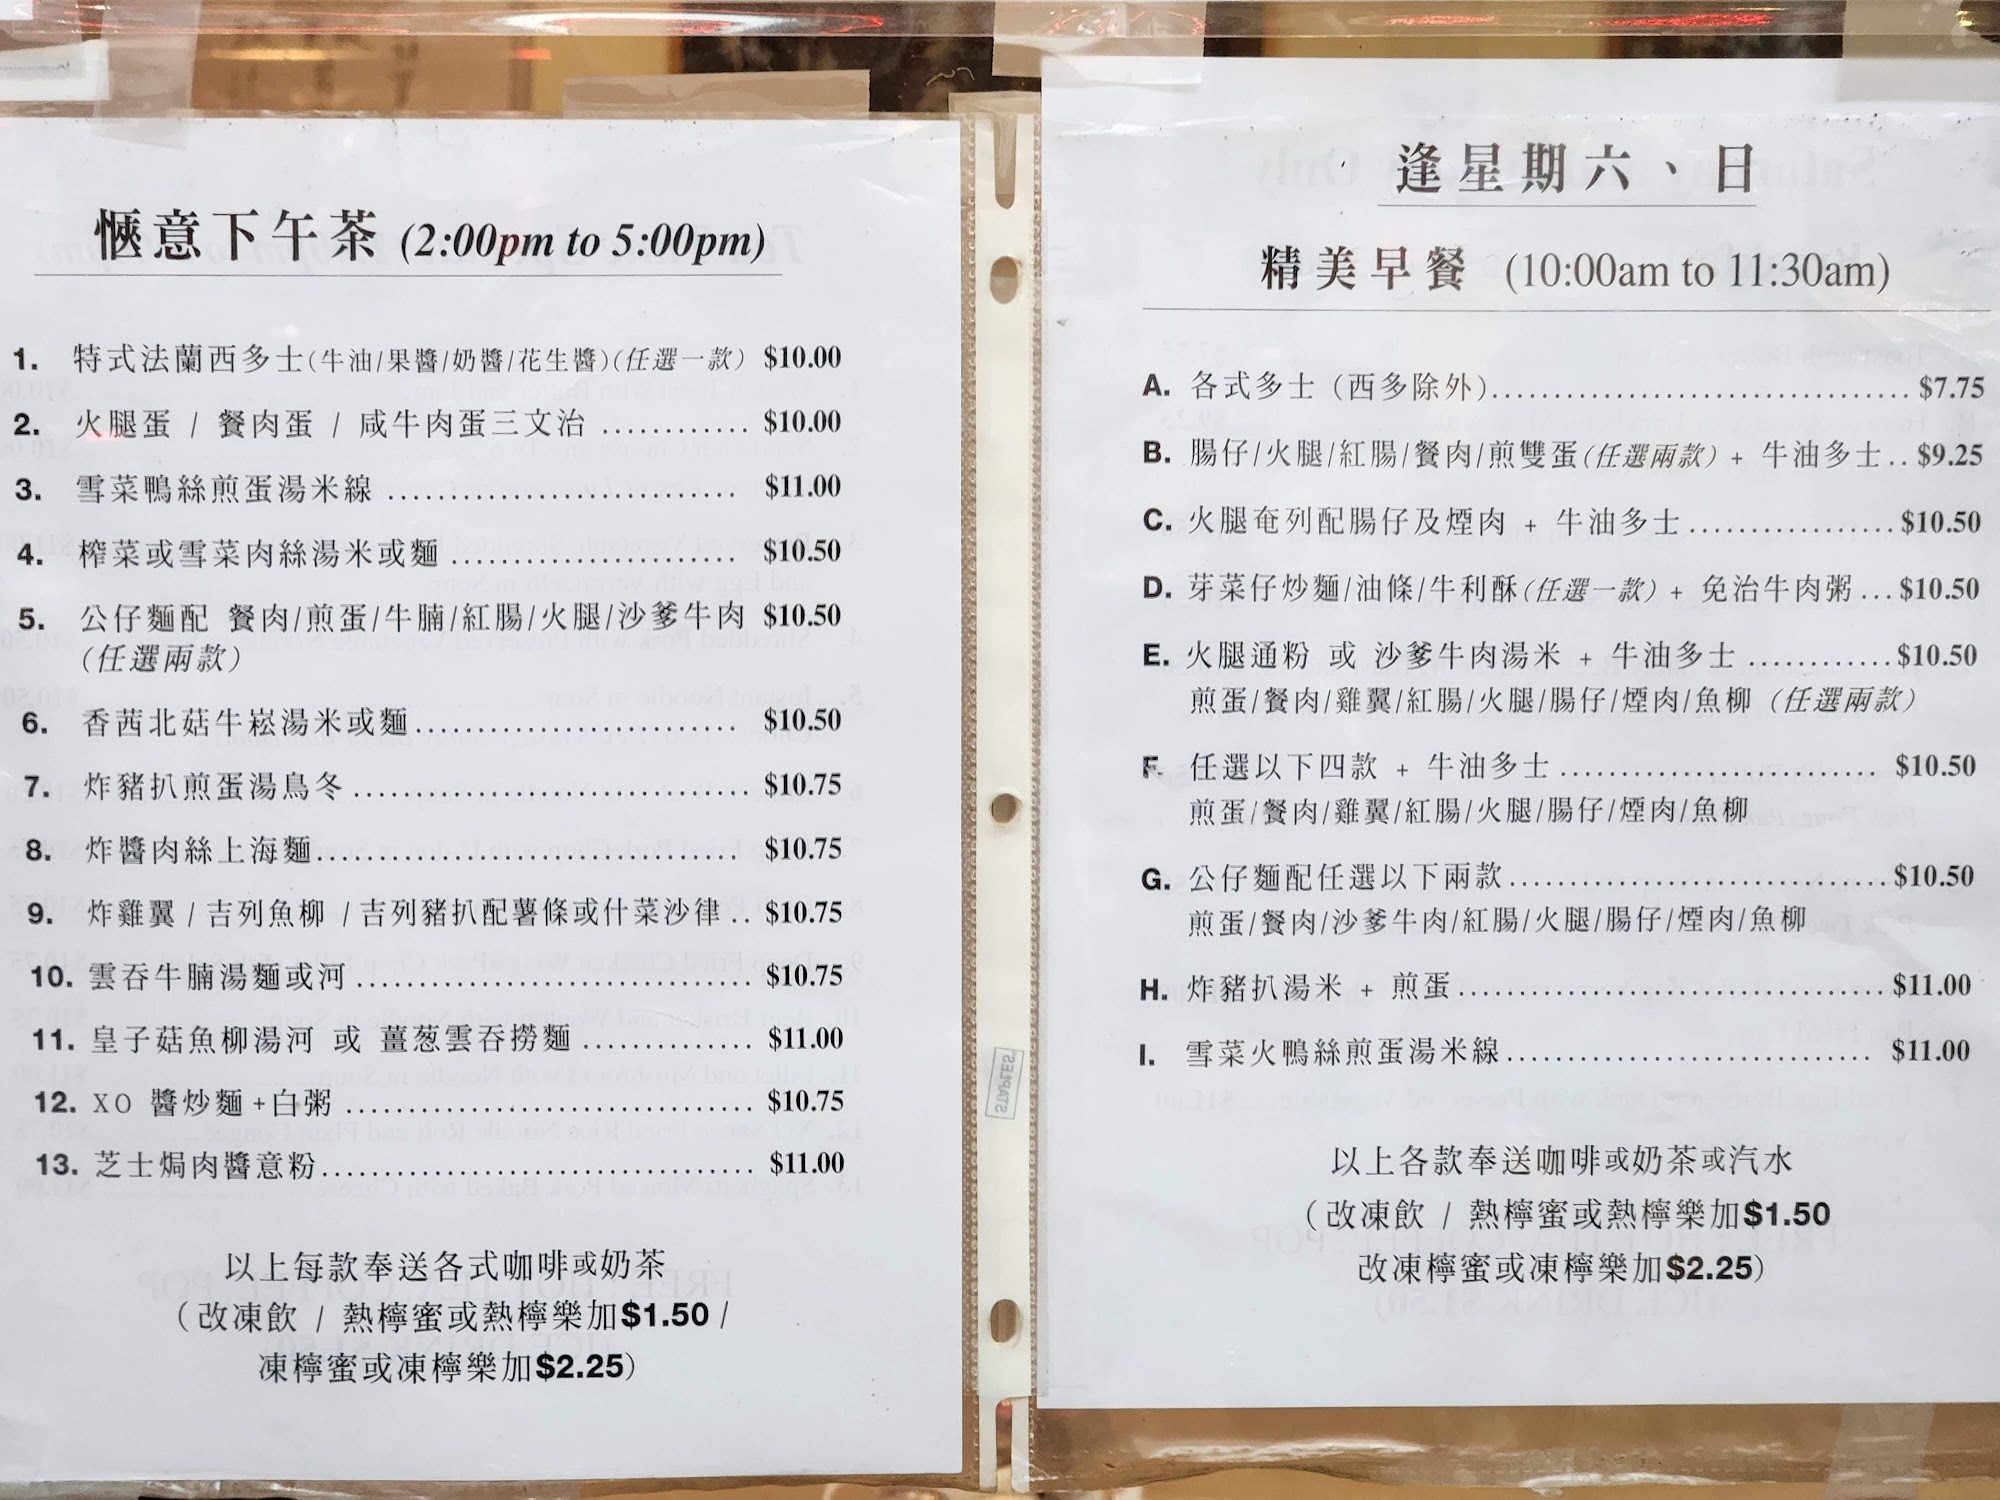 愜意下午茶 (2:00pm to 5:00pm)
1. 特式法蘭西多士(牛油/果醬/奶醬/花生醬)(任選一款) $10.00
2. 火腿蛋 / 餐肉蛋 / 咸牛肉蛋三文治 ............ $10.00
3. 雪菜鴨絲煎蛋湯米線 ............................ $11.00
4. 榨菜或雪菜肉絲湯米或麵 ....................... $10.50
5. 公仔麵配 餐肉/煎蛋/牛腩/紅腸/火腿/沙爹牛肉 $10.50
(任選兩款)
6. 香茜北菇牛崧湯米或麵.......................... $10.50
7. 炸豬扒煎蛋湯烏冬 ............................... $10.75
8. 炸醬肉絲上海麵.................................. $10.75
9. 炸雞翼 / 吉列魚柳 / 吉列豬扒配薯條或什菜沙律 .. $10.75
10. 雲吞牛腩湯麵或河 ................................ $10.75
11. 皇子菇魚柳湯河 或 薑葱雲吞撈麵 .............. $11.00
12. XO 醬炒麵 +白粥 ................................. $10.75
13. 芝士焗肉醬意粉................................... $11.00
以上每款奉送各式咖啡或奶茶
(改凍飲 / 熱檸蜜或熱檸樂加$1.50 /
凍檸蜜或凍檸樂加$2.25)
STAPLES
逢星期六、日
精美早餐 (10:00am to 11:30am)
A. 各式多士 (西多除外).................................. $7.75
B. 腸仔/火腿/紅腸/餐肉/煎雙蛋(任選兩款) + 牛油多士.. $9.25
C. 火腿奄列配腸仔及煙肉 + 牛油多士 ................. $10.50
D. 芽菜仔炒麵/油條/牛利酥(任選一款) + 免治牛肉粥 ... $10.50
E. 火腿通粉 或 沙爹牛肉湯米 + 牛油多士 ............ $10.50
煎蛋/餐肉/雞翼/紅腸/火腿/腸仔/煙肉/魚柳 (任選兩款)
F. 任選以下四款 + 牛油多士 .......................... $10.50
煎蛋/餐肉/雞翼/紅腸/火腿/腸仔/煙肉/魚柳
G. 公仔麵配任選以下兩款............................... $10.50
煎蛋/餐肉/沙爹牛肉/紅腸/火腿/腸仔/煙肉/魚柳
H. 炸豬扒湯米 + 煎蛋.................................... $11.00
I. 雪菜火鴨絲煎蛋湯米線.............................. $11.00
以上各款奉送咖啡或奶茶或汽水
(改凍飲 / 熱檸蜜或熱檸樂加$1.50
改凍檸蜜或凍檸樂加$2.25)